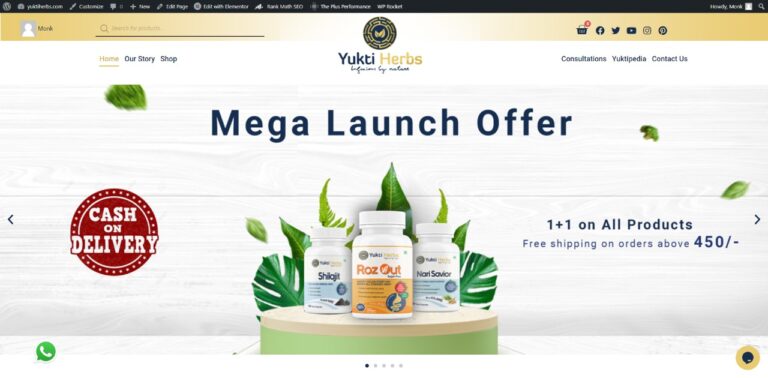 yuktiherbs.com Customize 0 New Edit Page Edit with Elementor Rank Math SEO The Plus Performance WP Rocket Howdy, Monk
Monk
Search for products...
0
Yukti Herbs
Infusion by nature
Home Our Story Shop
Consultations Yuktipedia Contact Us
Mega Launch Offer
CASH
ON
DELIVERY
1+1 on All Products
Free shipping on orders above 450/-
Yukti Herbs
Shilajit
Yukti Herbs
Roz Out
Yukti Herbs
Nari Savior